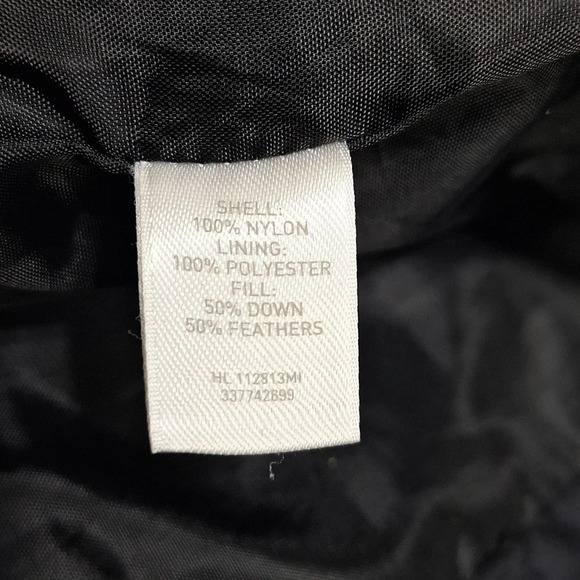 SHELL:
100% NYLON
LINING:
100% POLYESTER
FILL:
50% DOWN
50% FEATHERS
HL 112813MI
337742699